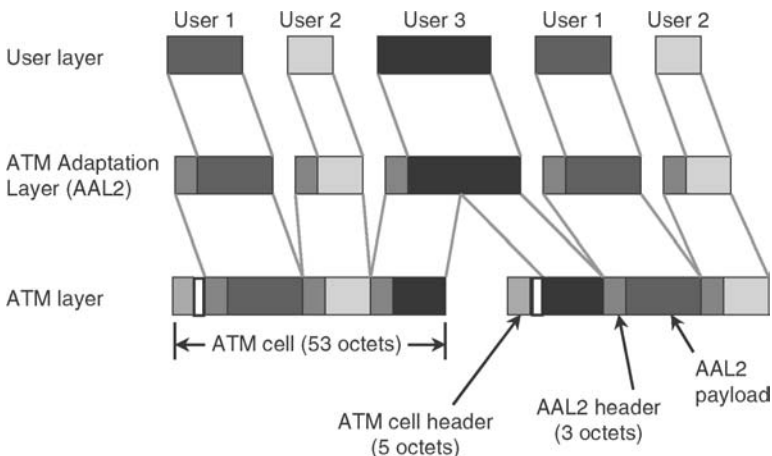 User 1
User 2
User 3
User 1
User 2
User layer
ATM Adaptation
Layer (AAL2)
ATM layer
ATM cell (53 octets)
ATM cell header
(5 octets)
AAL2 header
(3 octets)
AAL2
payload